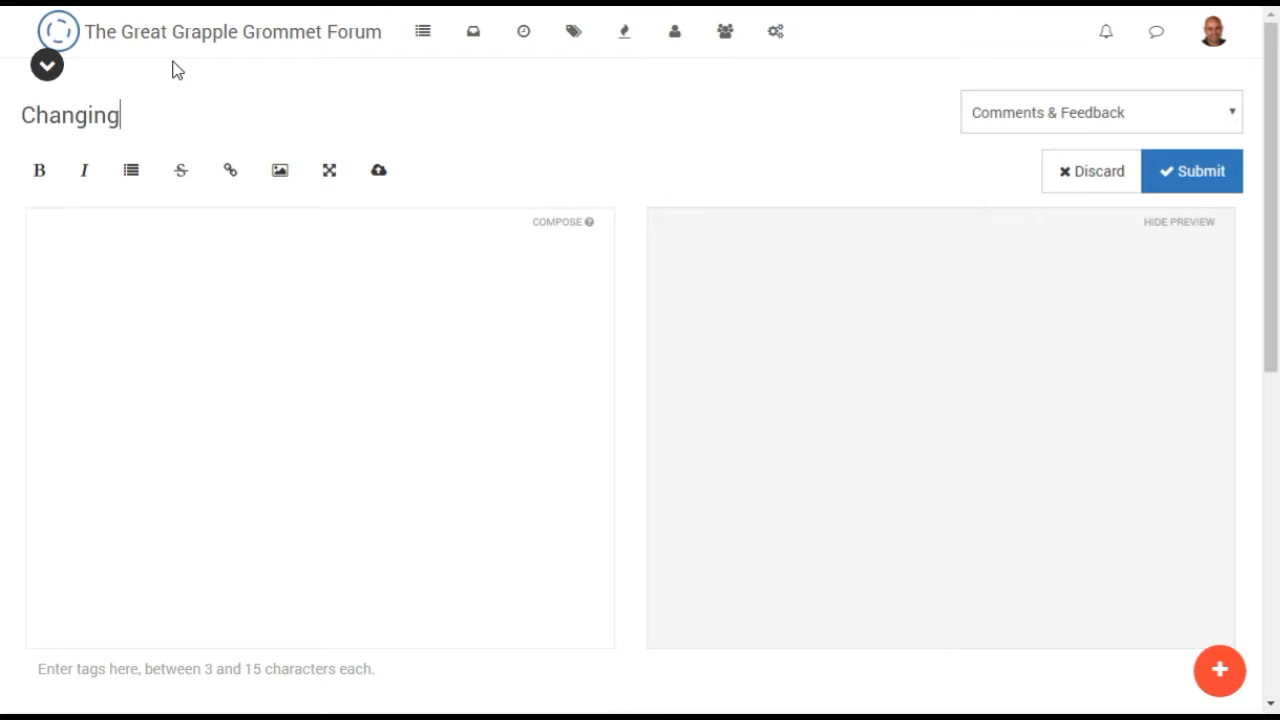 The Great Grapple Grommet Forum
Changing
Comments & Feedback
B I S
Discard Submit
COMPOSE
HIDE PREVIEW
Enter tags here, between 3 and 15 characters each.